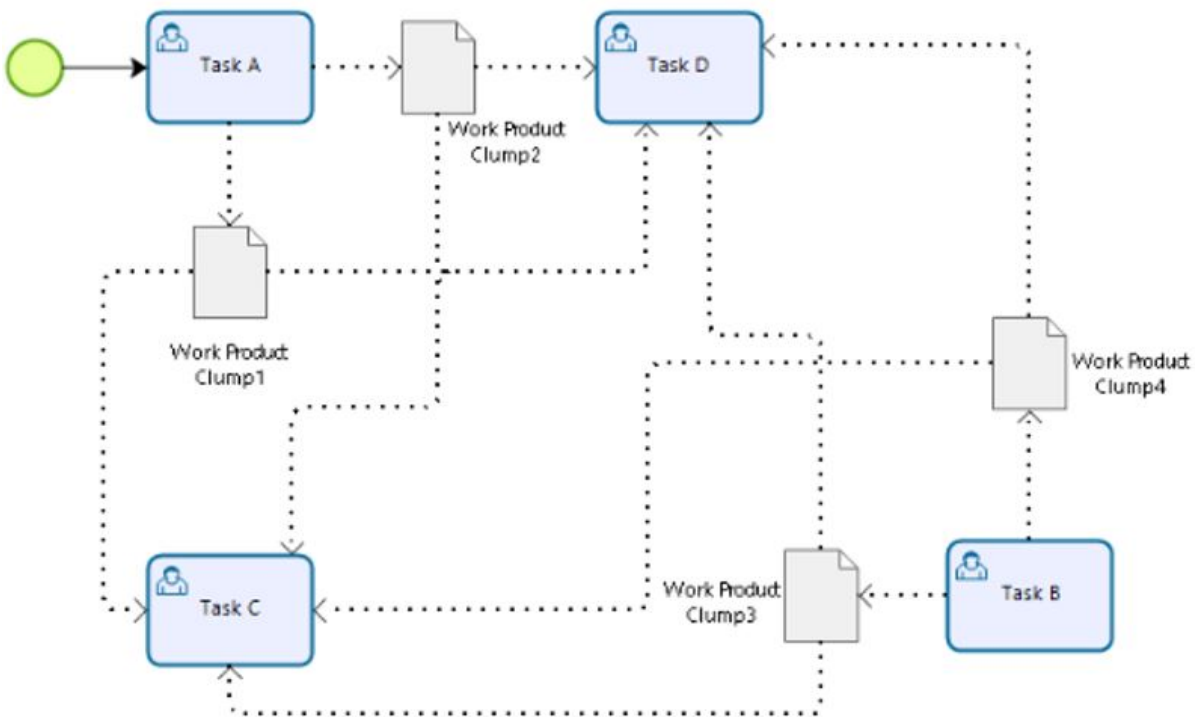 Task A
Task D
Work Product
Clump2
Work Product
Clump1
Work Product
Clump4
Task C
Work Product
Clump3
Task B